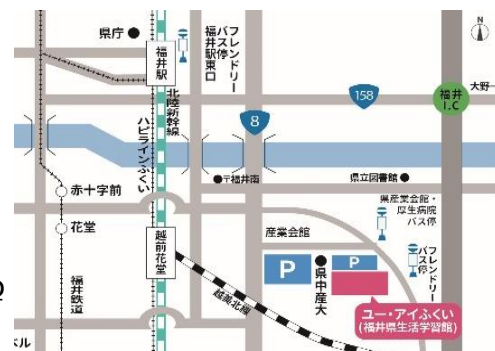 県庁
福井駅
福井駅東口
バス停
フレンドリー
北陸新幹線
ハピラインふくい
N
158
8
福井
I.C
大野
〒福井南
県立図書館
赤十字前
花堂
福井鉄道
越前花堂
越美北線
産業会館
県産業会館・
厚生病院
バス停
フレンドリー
バス停
P
県中産大
P
ユー・アイふくい
(福井県生活学習館)